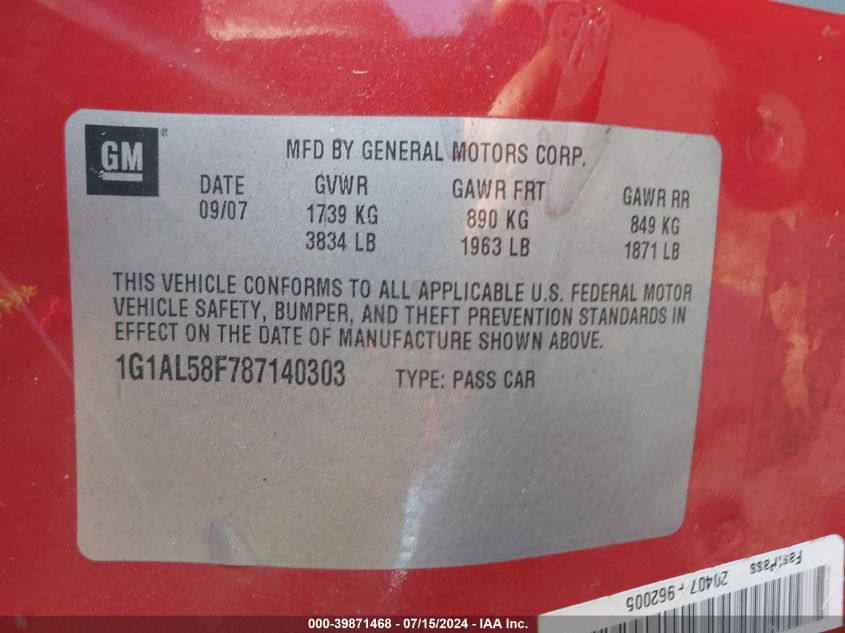 GM ®
MFD BY GENERAL MOTORS CORP.
DATE GVWR GAWR FRT GAWR RR
09/07 1739 KG 890 KG 849 KG
3834 LB 1963 LB 1871 LB
THIS VEHICLE CONFORMS TO ALL APPLICABLE U.S. FEDERAL MOTOR
VEHICLE SAFETY, BUMPER, AND THEFT PREVENTION STANDARDS IN
EFFECT ON THE DATE OF MANUFACTURE SHOWN ABOVE.
1G1AL58F787140303 TYPE: PASS CAR
FastPass
20407 - 962005
000-39871468 - 07/15/2024 - IAA Inc.